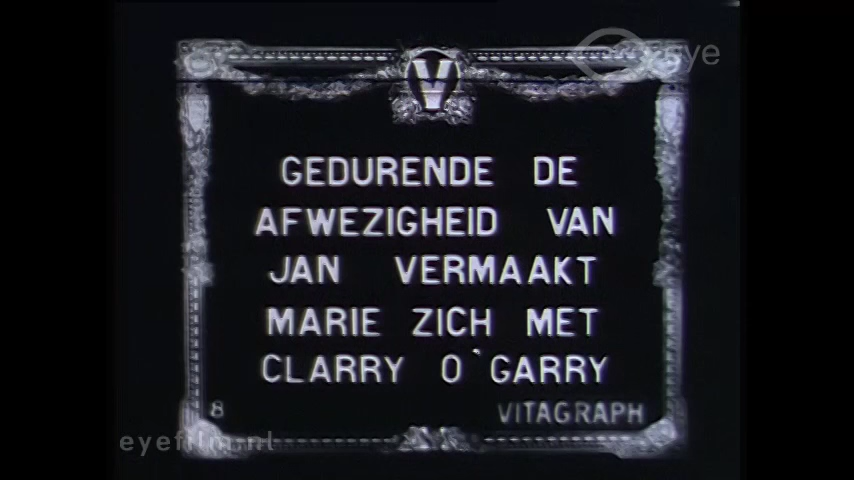 eye
V
GEDURENDE DE
AFWEZIGHEID VAN
JAN VERMAAKT
MARIE ZICH MET
CLARRY O'GARRY
8 VITAGRAPH
eyefilm.nl